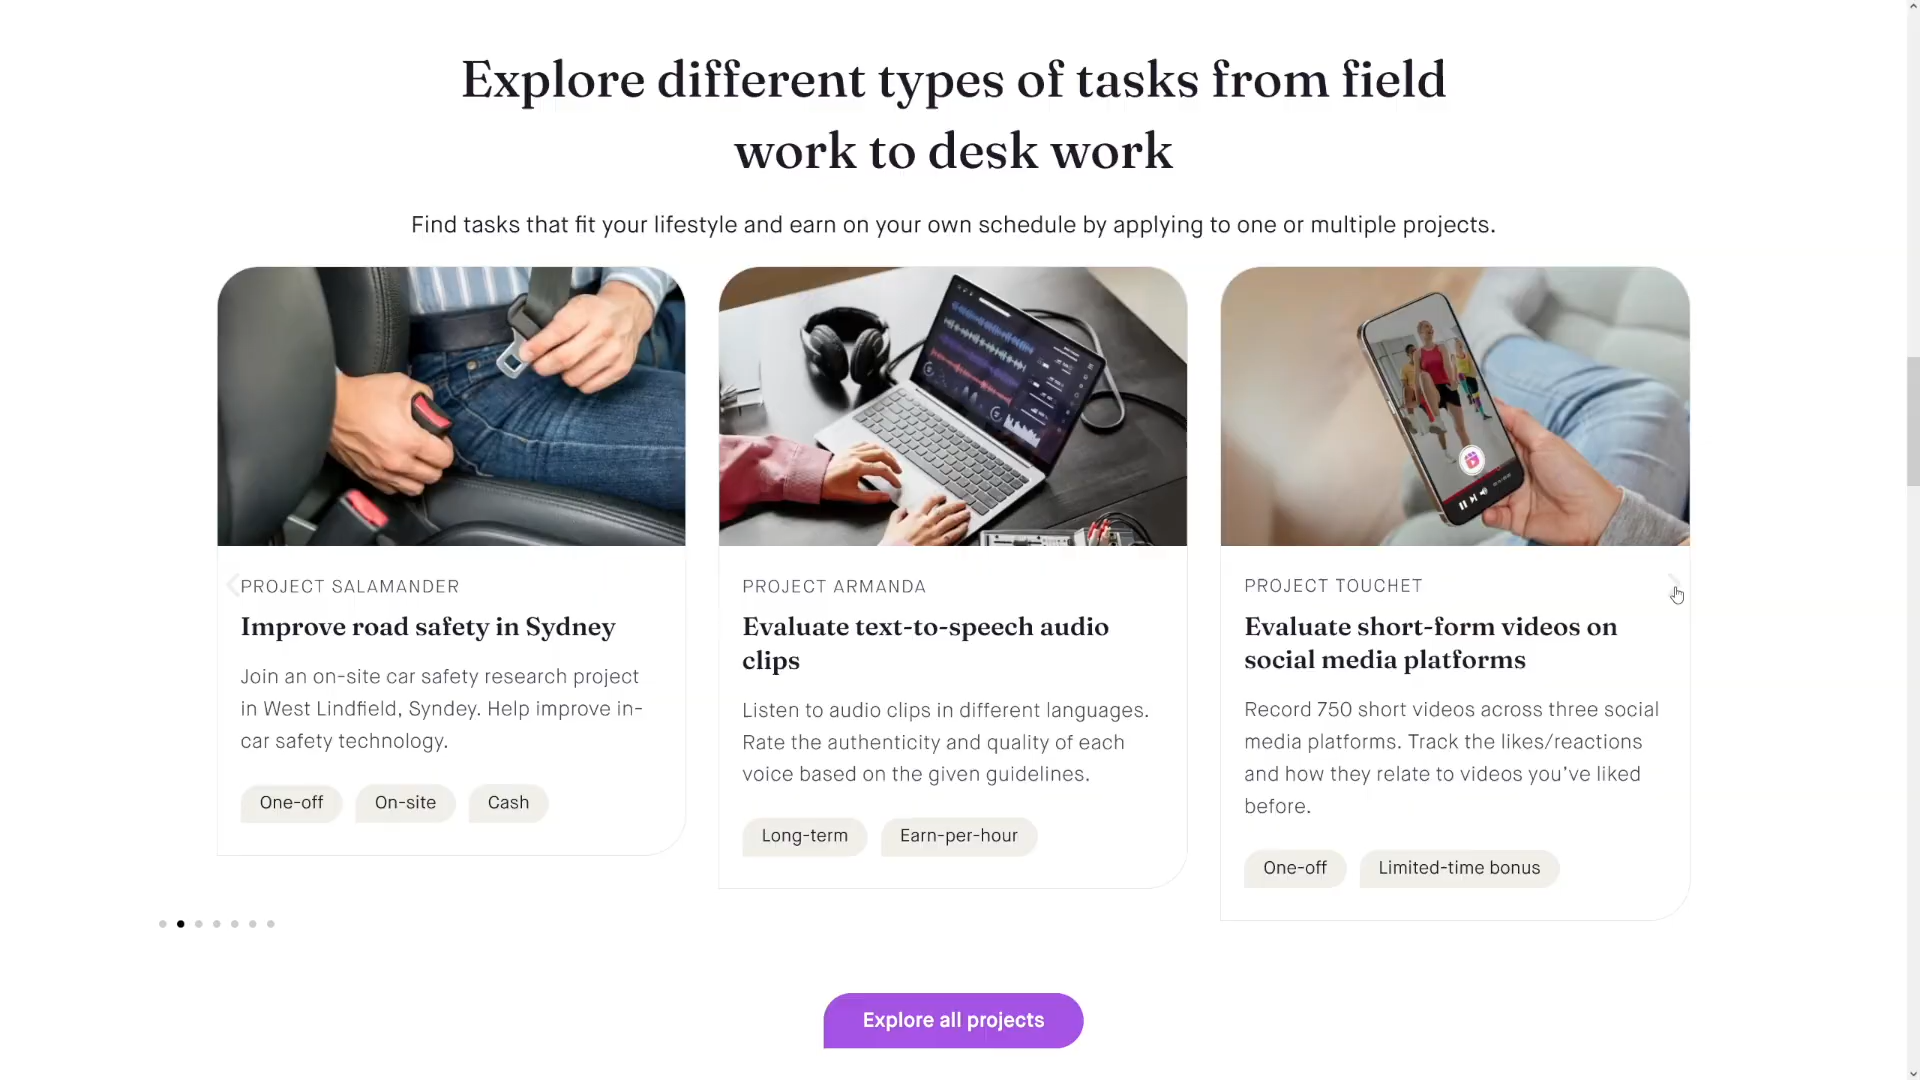 Explore different types of tasks from field
work to desk work
Find tasks that fit your lifestyle and earn on your own schedule by applying to one or multiple projects.
PROJECT SALAMANDER
Improve road safety in Sydney
Join an on-site car safety research project
in West Lindfield, Syndey. Help improve in-
car safety technology.
One-off On-site Cash
PROJECT ARMANDA
Evaluate text-to-speech audio
clips
Listen to audio clips in different languages.
Rate the authenticity and quality of each
voice based on the given guidelines.
Long-term Earn-per-hour
PROJECT TOUCHET
Evaluate short-form videos on
social media platforms
Record 750 short videos across three social
media platforms. Track the likes/reactions
and how they relate to videos you’ve liked
before.
One-off Limited-time bonus
Explore all projects